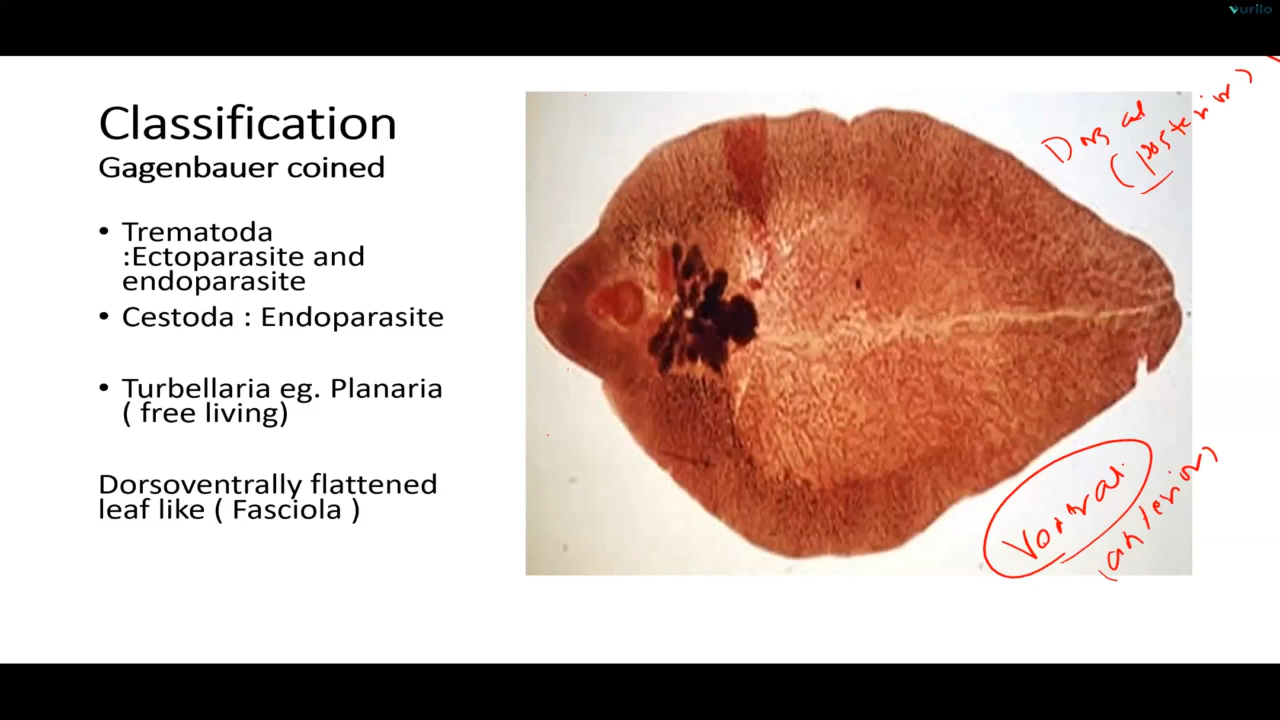 Vurilo
Classification
Gagenbauer coined
• Trematoda
:Ectoparasite and
endoparasite
• Cestoda : Endoparasite
• Turbellaria eg. Planaria
( free living)
Dorsoventrally flattened
leaf like ( Fasciola )
Dorsal
(posterior)
Ventral
(anterior)